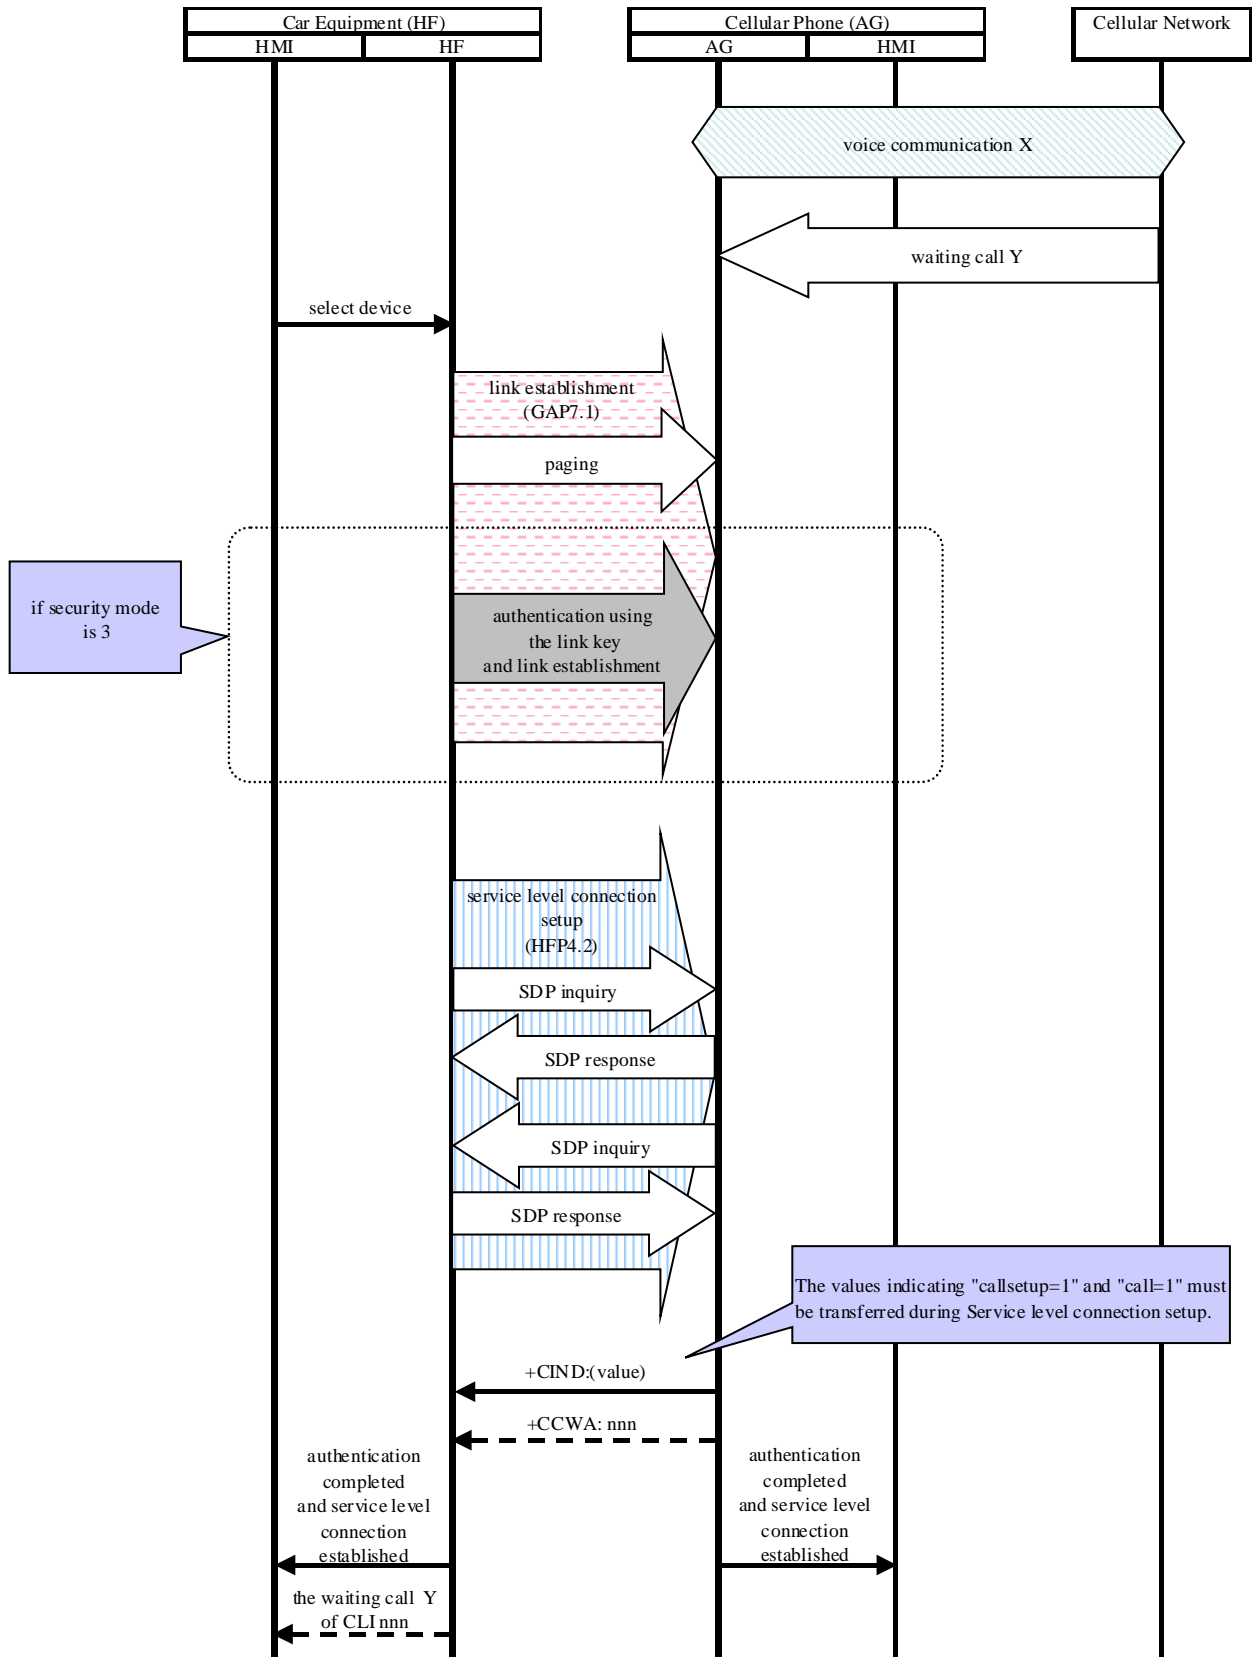 Car Equipment (HF)
Cellular Phone (AG)
Cellular Network
HMI
HF
AG
HMI
voice communication X
waiting call Y
select device
link establishment
(GAP7.1)
paging
if security mode
is 3
authentication using
the link key
and link establishment
service level connection
setup
(HFP4.2)
SDP inquiry
SDP response
SDP inquiry
SDP response
The values indicating "callsetup=1" and "call=1" must
be transferred during Service level connection setup.
+CIND:(value)
+CCWA: nnn
authentication
completed
and service level
connection
established
authentication
completed
and service level
connection
established
the waiting call Y
of CLI nnn